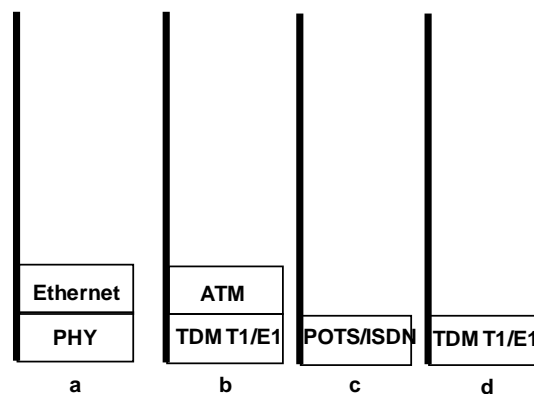 Ethernet
ATM
PHY
TDM T1/E1
POTS/ISDN
TDM T1/E1
a
b
c
d